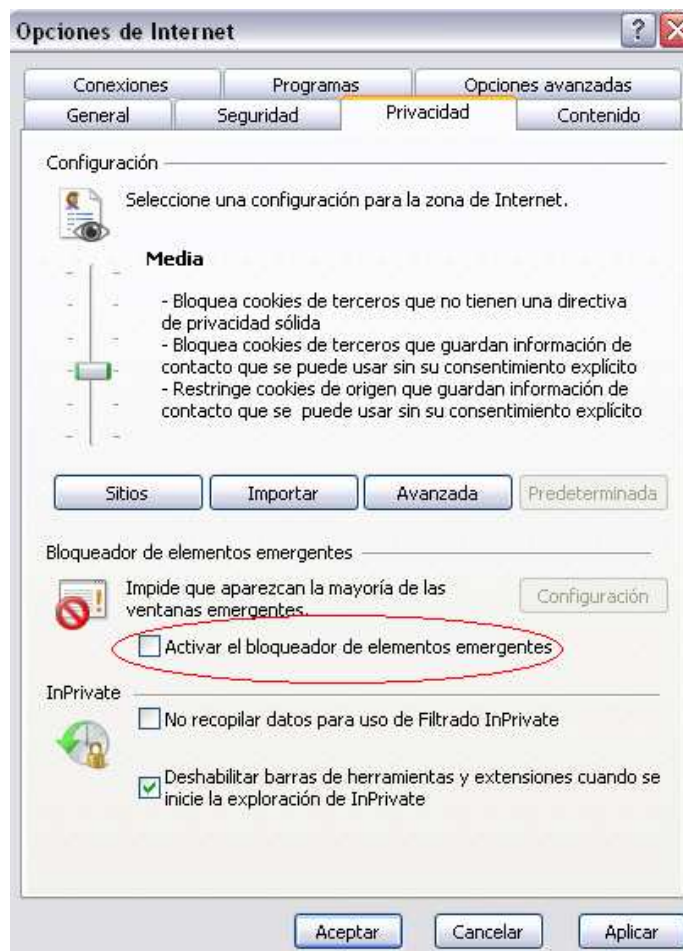 Opciones de Internet
?
Conexiones Programas Opciones avanzadas
General Seguridad Privacidad Contenido
Configuración
Seleccione una configuración para la zona de Internet.
Media
- Bloquea cookies de terceros que no tienen una directiva
de privacidad sólida
- Bloquea cookies de terceros que guardan información de
contacto que se puede usar sin su consentimiento explícito
- Restringe cookies de origen que guardan información de
contacto que se puede usar sin su consentimiento explícito
Sitios Importar Avanzada Predeterminada
Bloqueador de elementos emergentes
Impide que aparezcan la mayoría de las
ventanas emergentes.
Configuración
Activar el bloqueador de elementos emergentes
InPrivate
No recopilar datos para uso de Filtrado InPrivate
Deshabilitar barras de herramientas y extensiones cuando se
inicie la exploración de InPrivate
Aceptar Cancelar Aplicar